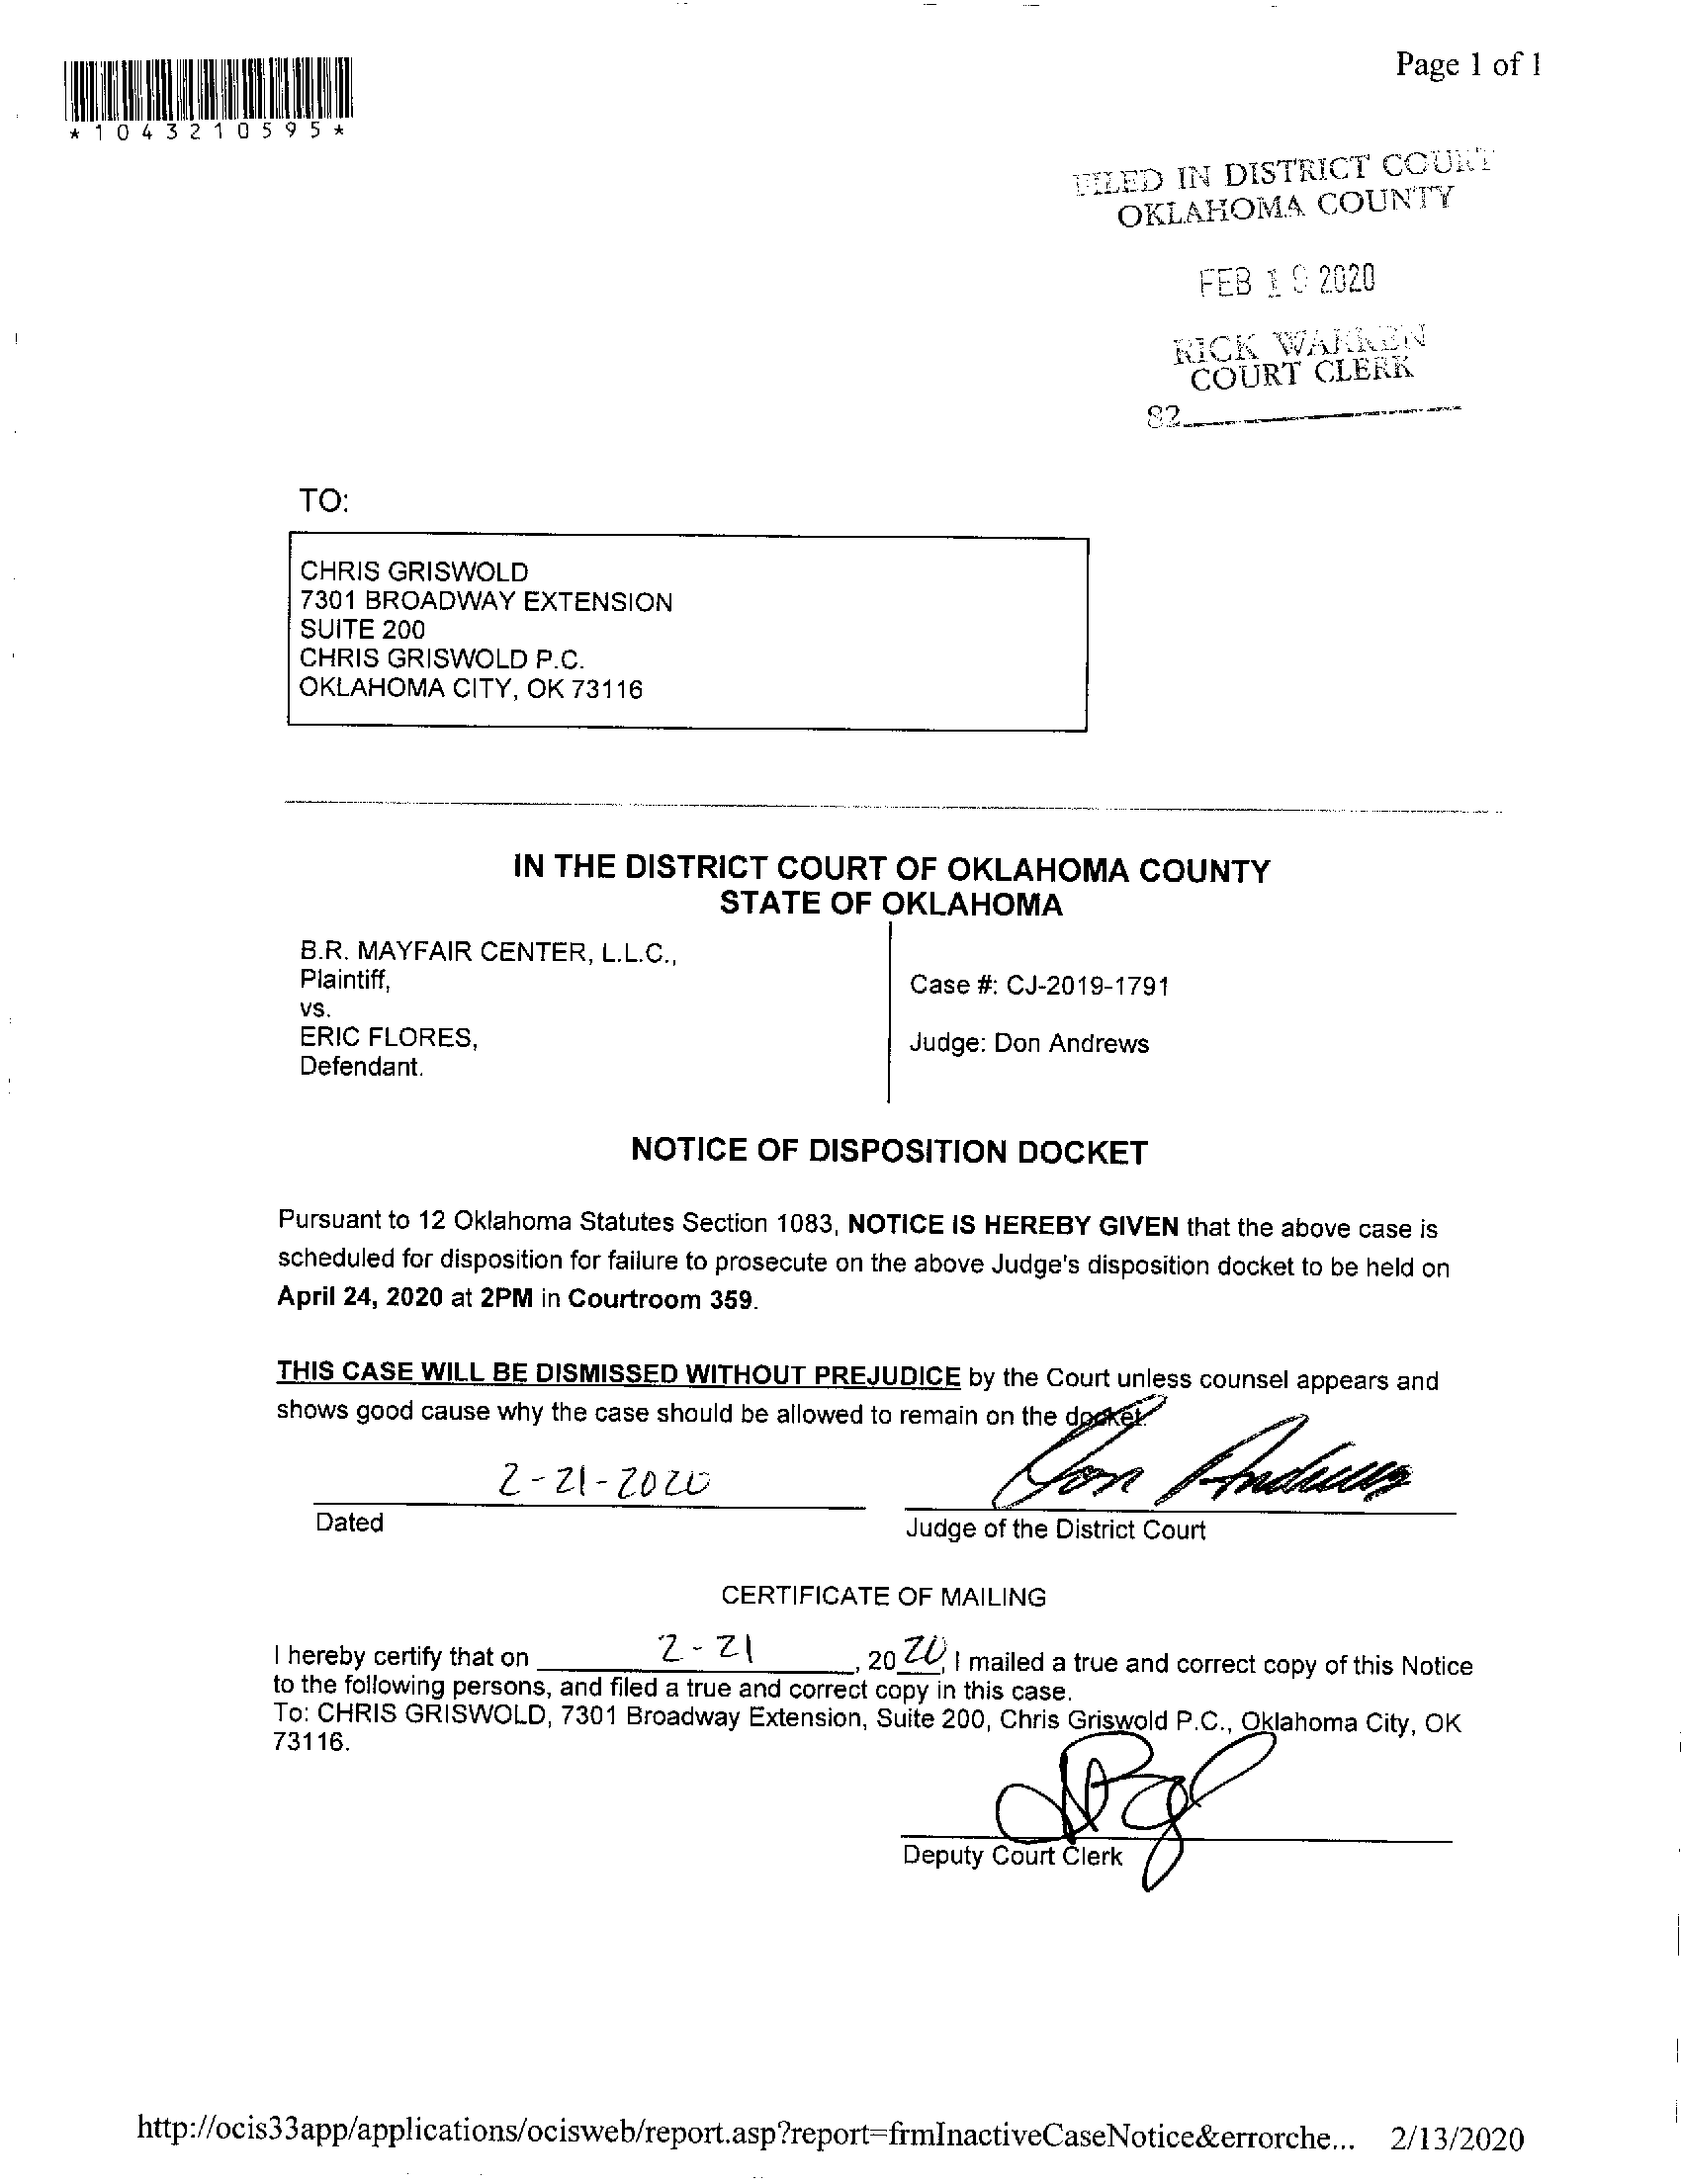 Page 1 of 1
*1043210595*
FILED IN DISTRICT COURT
OKLAHOMA COUNTY
FEB 2020
RICK WARREN
COURT CLERK
82
TO:
CHRIS GRISWOLD
7301 BROADWAY EXTENSION
SUITE 200
CHRIS GRISWOLD P.C.
OKLAHOMA CITY, OK 73116
IN THE DISTRICT COURT OF OKLAHOMA COUNTY
STATE OF OKLAHOMA
B.R. MAYFAIR CENTER, L.L.C.,
Plaintiff,
vs.
ERIC FLORES,
Defendant.
Case #: CJ-2019-1791
Judge: Don Andrews
NOTICE OF DISPOSITION DOCKET
Pursuant to 12 Oklahoma Statutes Section 1083, NOTICE IS HEREBY GIVEN that the above case is
scheduled for disposition for failure to prosecute on the above Judge's disposition docket to be held on
April 24, 2020 at 2PM in Courtroom 359.
THIS CASE WILL BE DISMISSED WITHOUT PREJUDICE by the Court unless counsel appears and
shows good cause why the case should be allowed to remain on the docket.
2-21-2020
Don Andrews
Dated
Judge of the District Court
CERTIFICATE OF MAILING
I hereby certify that on 2-21, 2020, I mailed a true and correct copy of this Notice
to the following persons, and filed a true and correct copy in this case.
To: CHRIS GRISWOLD, 7301 Broadway Extension, Suite 200, Chris Griswold P.C., Oklahoma City, OK
73116.
Deputy Court Clerk
http://ocis33app/applications/ocisweb/report.asp?report=frmInactiveCaseNotice&errorche... 2/13/2020